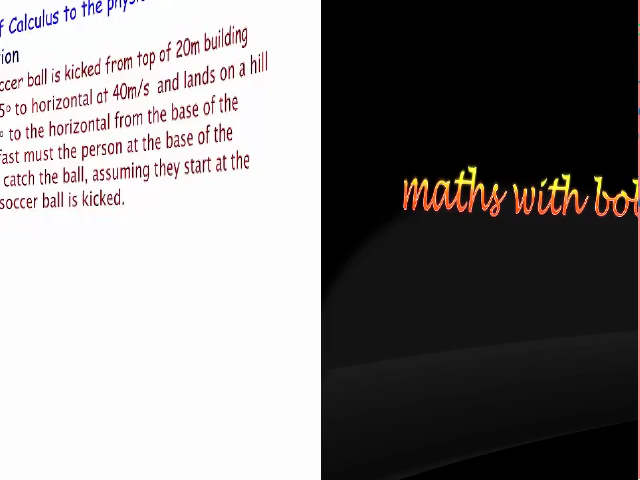 f Calculus to the physi
ion
ccer ball is kicked from top of 20m building
5° to horizontal at 40m/s and lands on a hill
° to the horizontal from the base of the
fast must the person at the base of the
catch the ball, assuming they start at the
soccer ball is kicked.
maths with bob